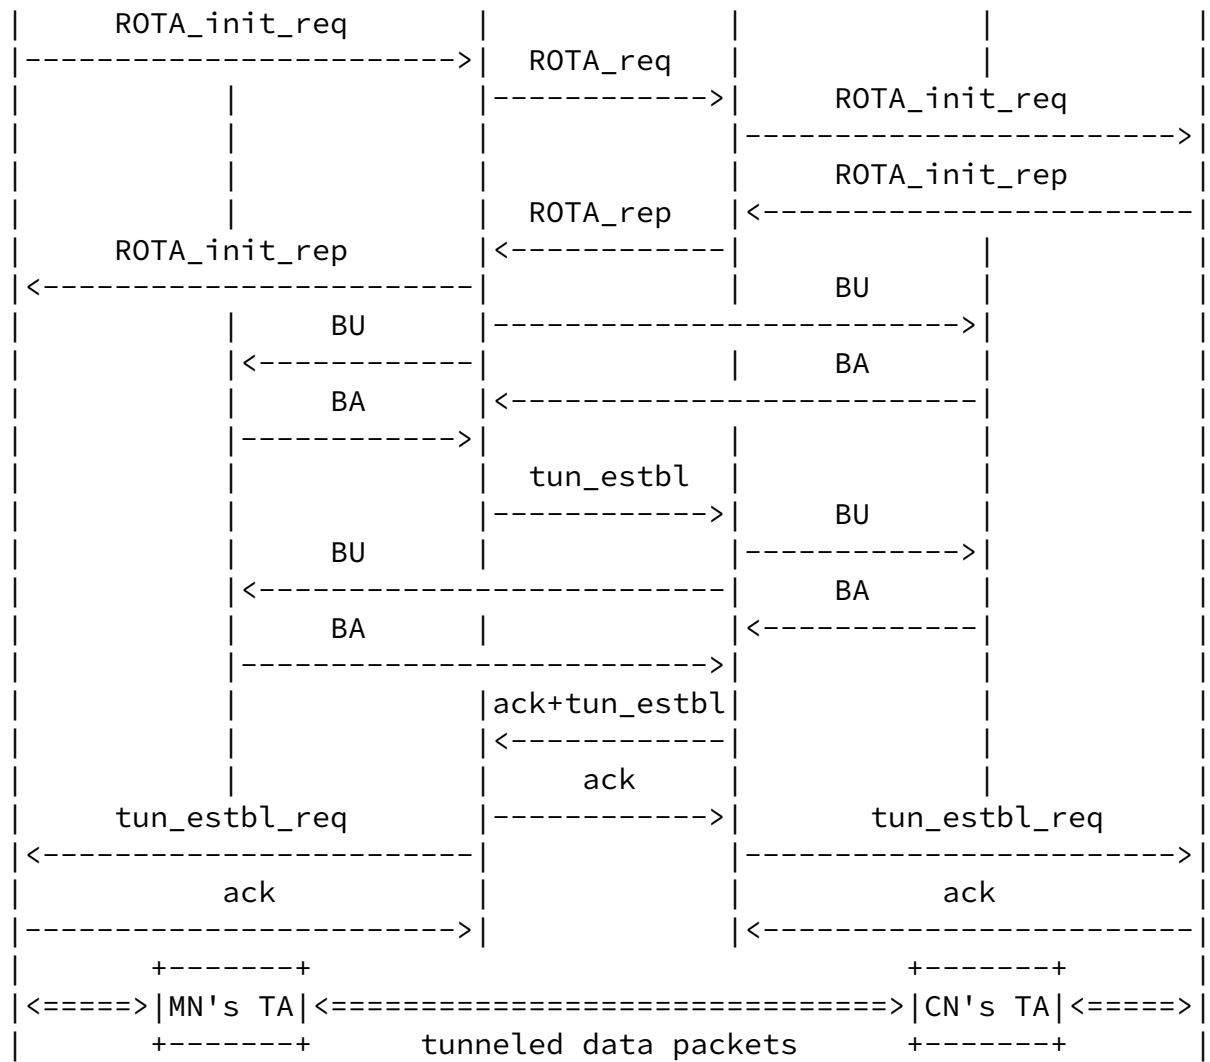 ROTA_init_req
ROTA_req
ROTA_init_req
ROTA_init_rep
ROTA_rep
ROTA_init_rep
BU
BU
BA
BA
tun_estbl
BU
BU
BA
BA
ack+tun_estbl
ack
tun_estbl_req tun_estbl_req
ack ack
MN's TA CN's TA
tunneled data packets